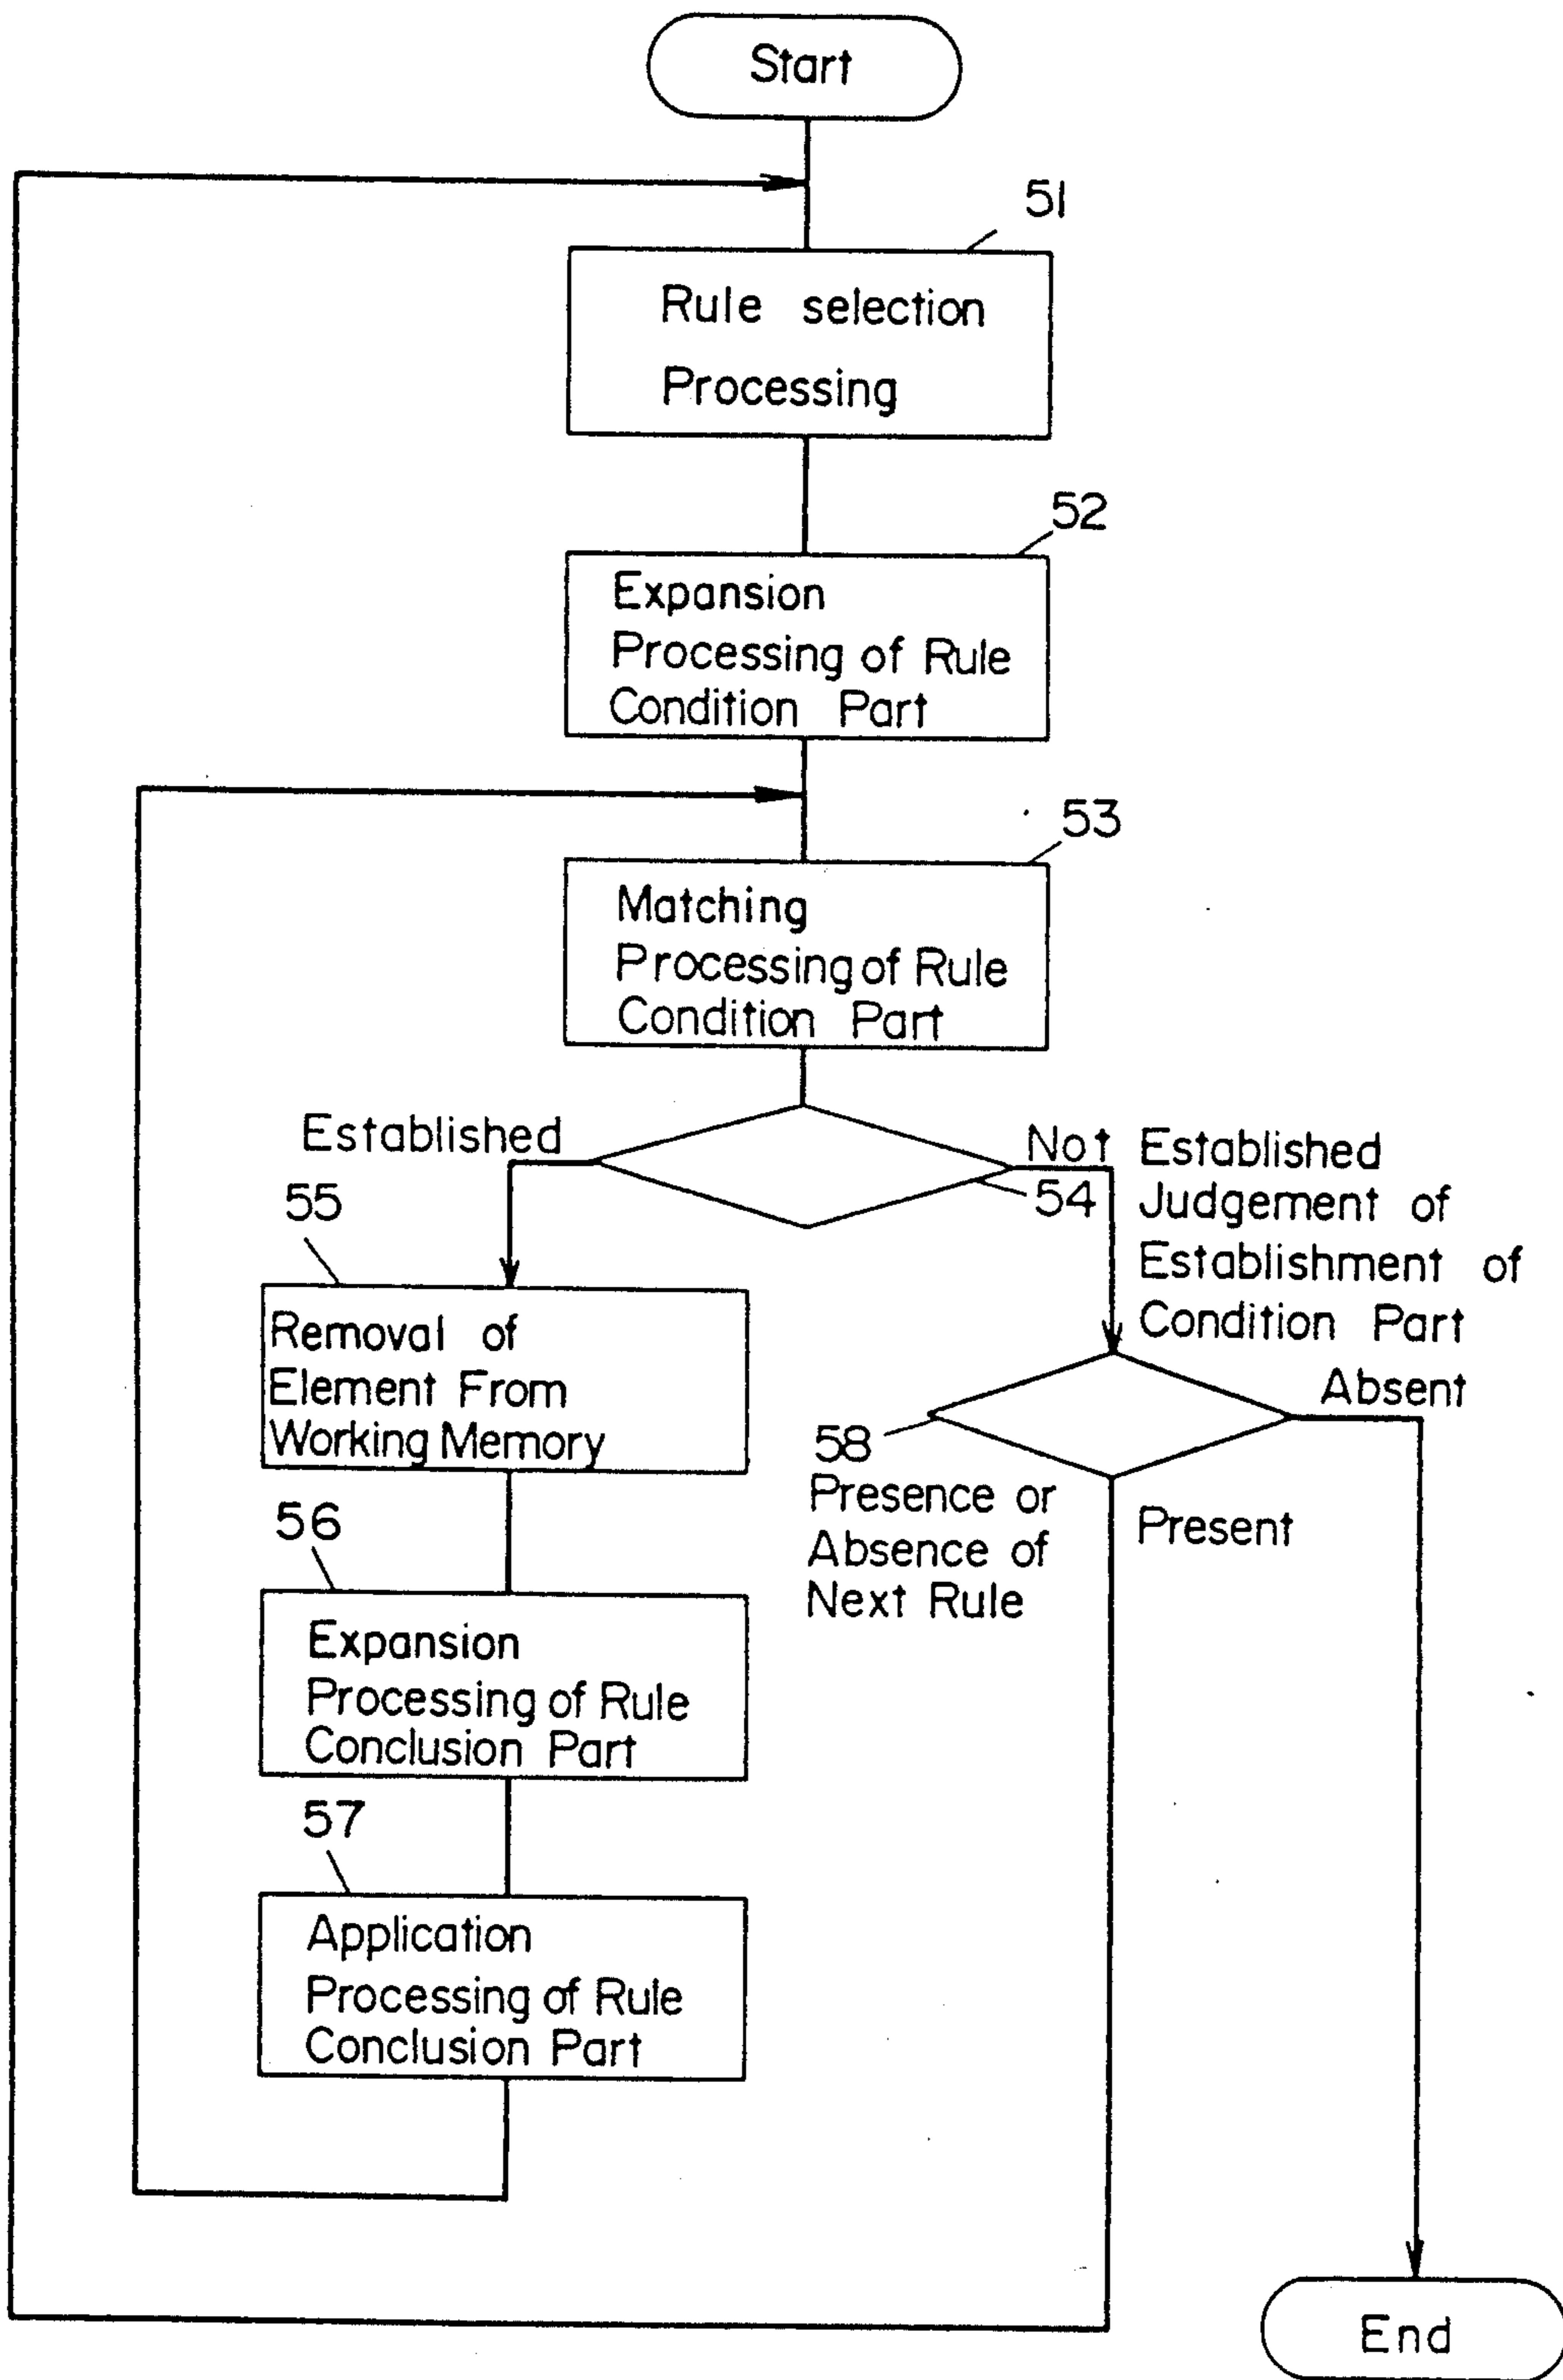 Start
51
Rule selection
Processing
52
Expansion
Processing of Rule
Condition Part
53
Matching
Processing of Rule
Condition Part
Established
Not Established
54
Judgement of
Establishment of
Condition Part
55
Removal of
Element From
Working Memory
Absent
58
Presence or
Absence of
Next Rule
Present
56
Expansion
Processing of Rule
Conclusion Part
57
Application
Processing of Rule
Conclusion Part
End